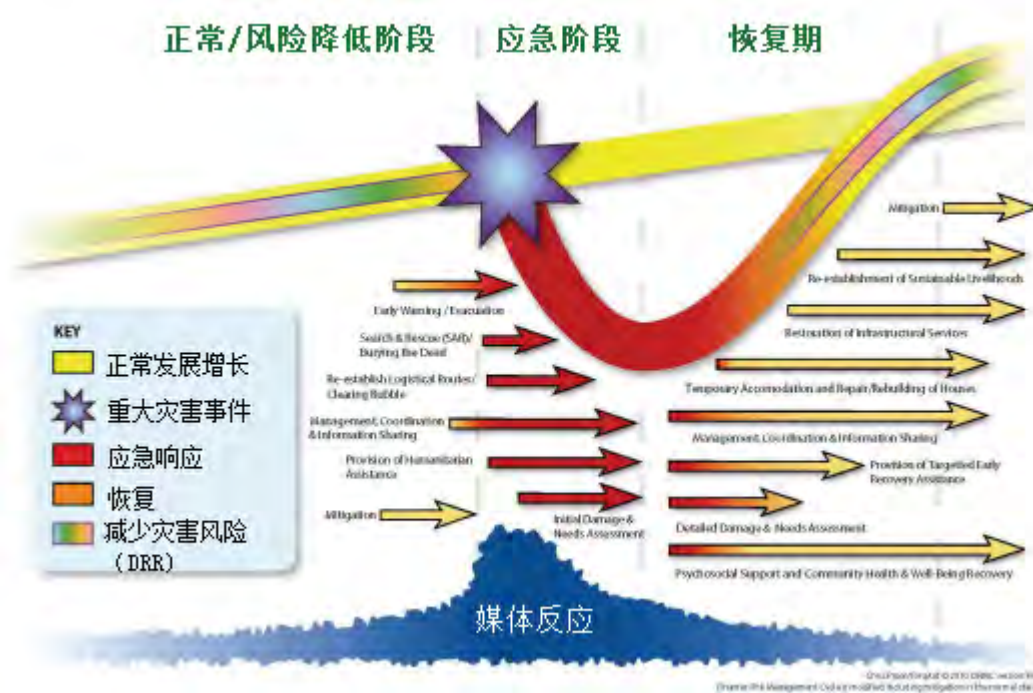 正常/风险降低阶段
应急阶段
恢复期
Mitigation
Re-establishment of Sustainable Livelihoods
Restoration of Infrastructural Services
Early Warning / Evacuation
Search & Rescue (SAR)/
Burying the Dead
Temporary Accomodation and Repair/Rebuilding of Houses
Re-establish Logistical Routes/
Clearing Rubble
Management, Coordination
& Information Sharing
Management, Coordination & Information Sharing
Provision of Humanitarian
Assistance
Provision of Targetted Early
Recovery Assistance
Mitigation
Initial Damage &
Needs Assessment
Detailed Damage & Needs Assessment
Psychosocial Support and Community Health & Well-Being Recovery
KEY
正常发展增长
重大灾害事件
应急响应
恢复
减少灾害风险
(DRR)
媒体反应